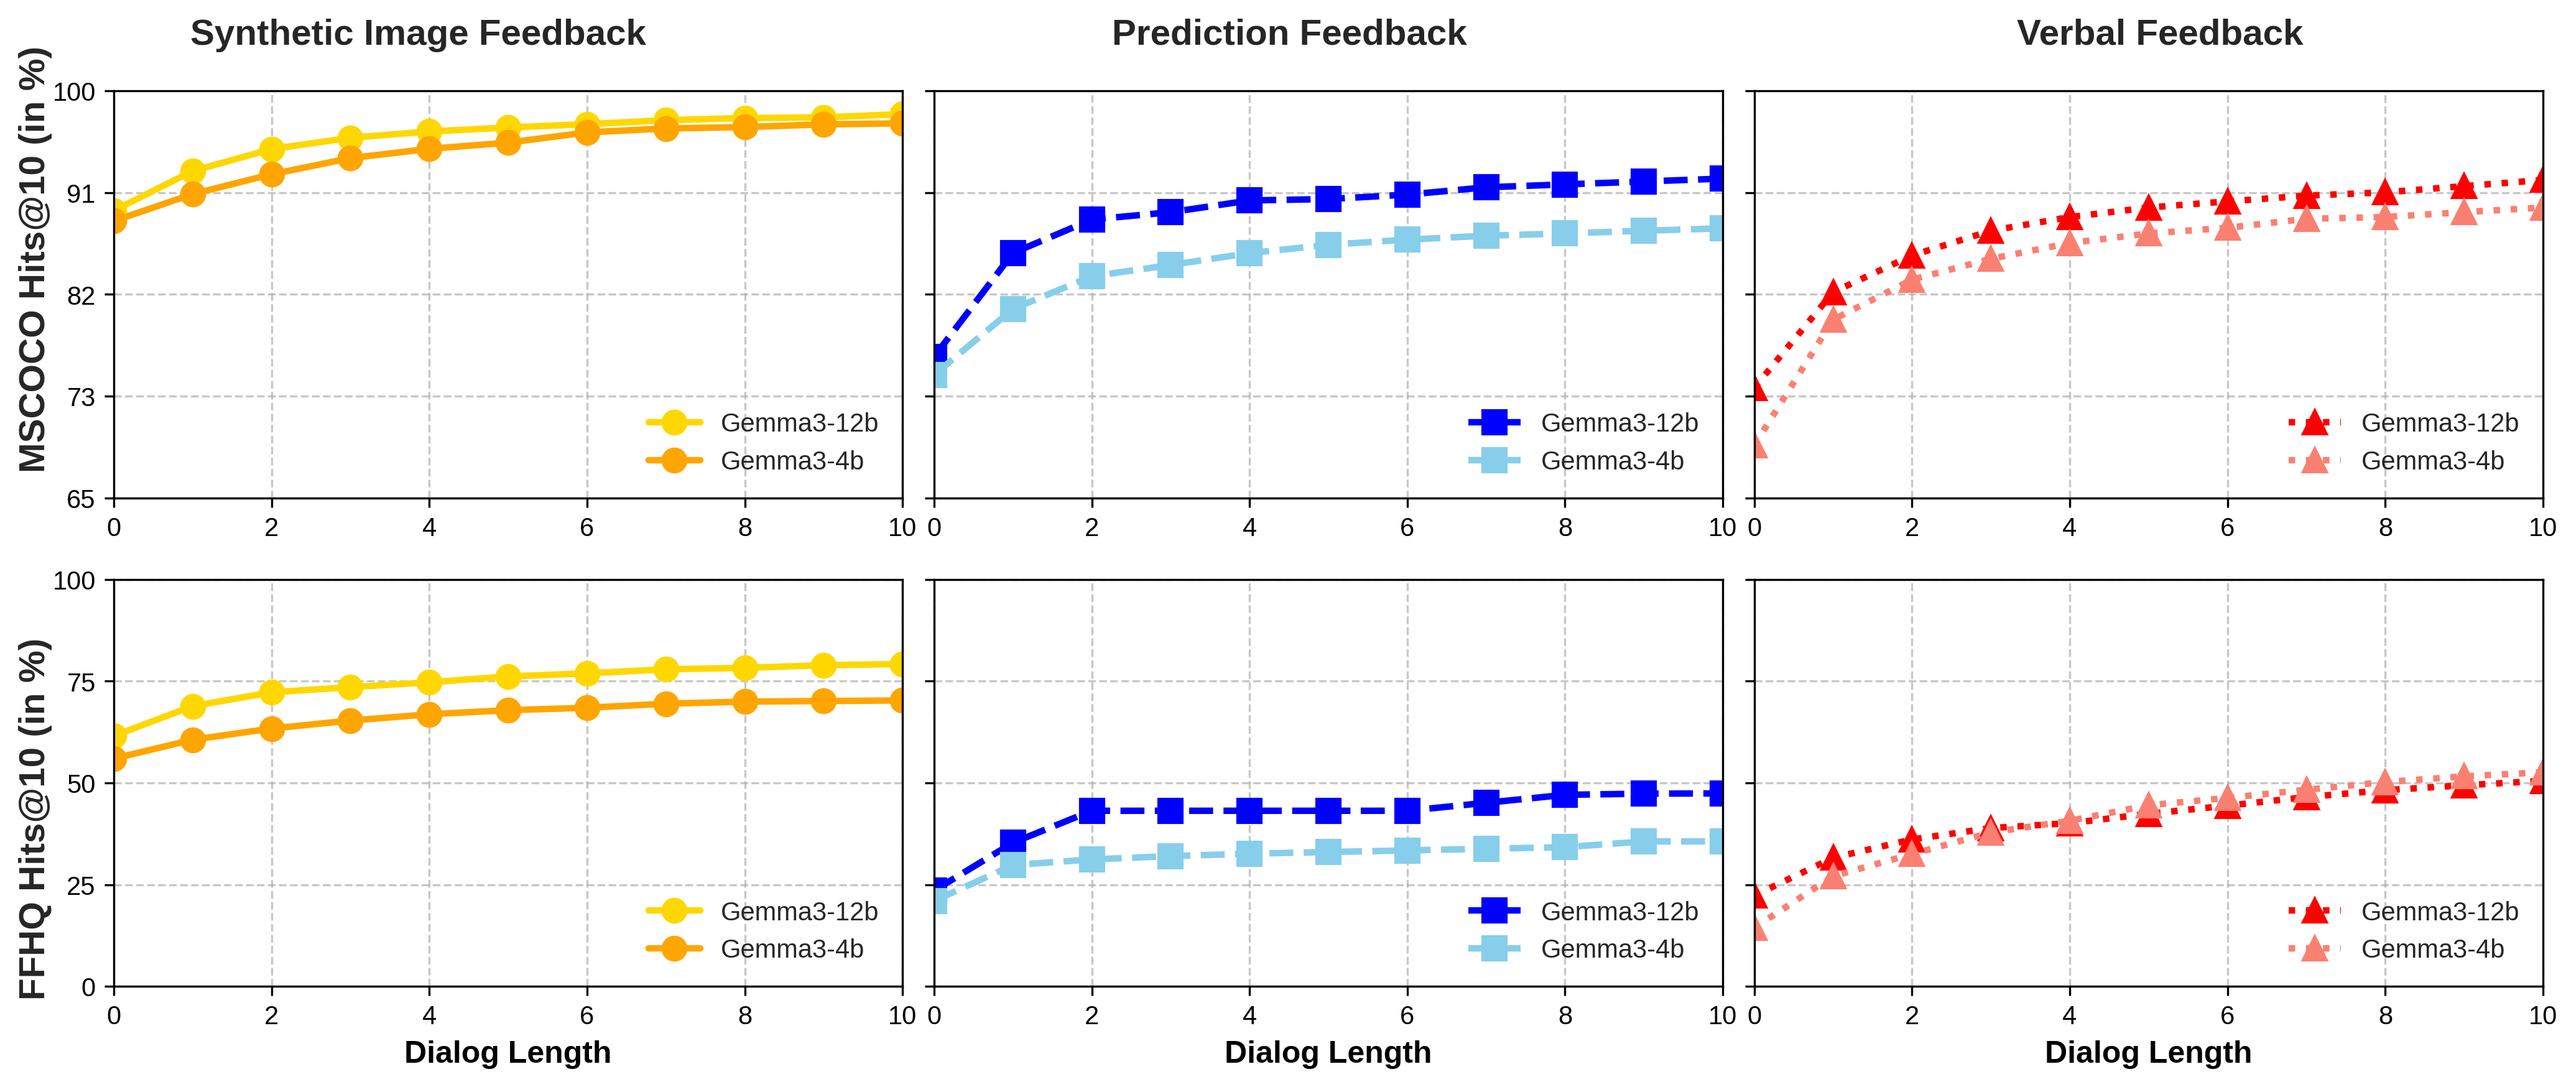 Synthetic Image Feedback
Prediction Feedback
Verbal Feedback
MSCOCO Hits@10 (in %)
100
91
82
73
65
Gemma3-12b
Gemma3-4b
0 2 4 6 8 10
Gemma3-12b
Gemma3-4b
0 2 4 6 8 10
Gemma3-12b
Gemma3-4b
0 2 4 6 8 10
FFHQ Hits@10 (in %)
100
75
50
25
0
Gemma3-12b
Gemma3-4b
0 2 4 6 8 10
Dialog Length
Gemma3-12b
Gemma3-4b
0 2 4 6 8 10
Dialog Length
Gemma3-12b
Gemma3-4b
0 2 4 6 8 10
Dialog Length